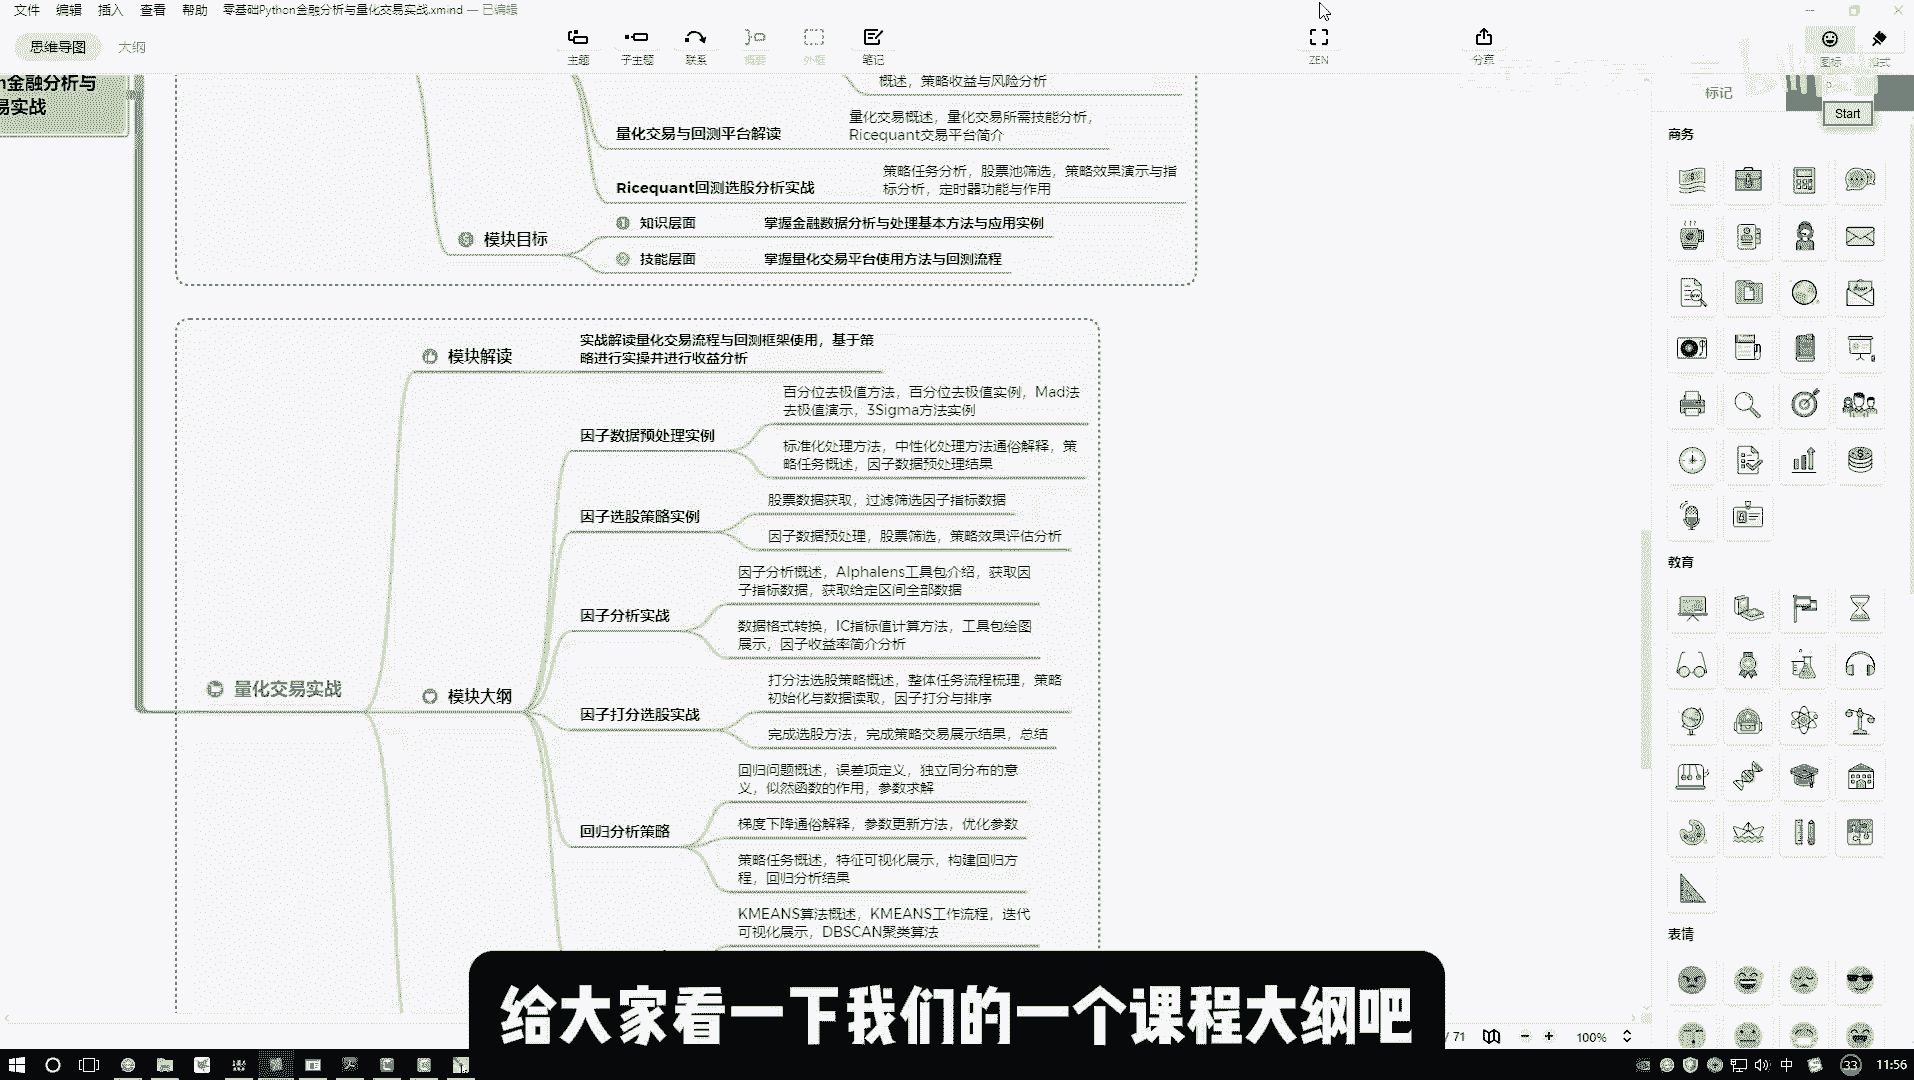 文件 编辑 插入 查看 帮助 零基础Python金融分析与量化交易实战.xmind — 已编辑
思维导图 大纲
主题 子主题 联系 概要 外框 笔记 ZEN 分享 图标 格式
n金融分析与
易实战
标记
Start
概述，策略收益与风险分析
量化交易与回测平台解读
量化交易概述，量化交易所需技能分析，
Ricequant交易平台简介
Ricequant回测选股分析实战
策略任务分析，股票池筛选，策略效果演示与指
标分析，定时器功能与作用
模块目标
知识层面 掌握金融数据分析与处理基本方法与应用实例
技能层面 掌握量化交易平台使用方法与回测流程
模块解读
实战解读量化交易流程与回测框架使用，基于策
略进行实操并进行收益分析
因子数据预处理实例
百分位去极值方法，百分位去极值实例，Mad法
去极值演示，3Sigma方法实例
标准化处理方法，中性化处理方法通俗解释，策
略任务概述，因子数据预处理结果
因子选股策略实例
股票数据获取，过滤筛选因子指标数据
因子数据预处理，股票筛选，策略效果评估分析
因子分析实战
因子分析概述，Alphalens工具包介绍，获取因
子指标数据，获取给定区间全部数据
数据格式转换，IC指标值计算方法，工具包绘图
展示，因子收益率简介分析
量化交易实战
模块大纲
因子打分选股实战
打分法选股策略概述，整体任务流程梳理，策略
初始化与数据读取，因子打分与排序
完成选股方法，完成策略交易展示结果，总结
回归分析策略
回归问题概述，误差项定义，独立同分布的意
义，似然函数的作用，参数求解
梯度下降通俗解释，参数更新方法，优化参数
策略任务概述，特征可视化展示，构建回归方
程，回归分析结果
KMEANS算法概述，KMEANS工作流程，迭代
可视化展示，DBSCAN聚类算法
商务
教育
表情
给大家看一下我们的一个课程大纲吧
/ 71 100%
中 33 11:56